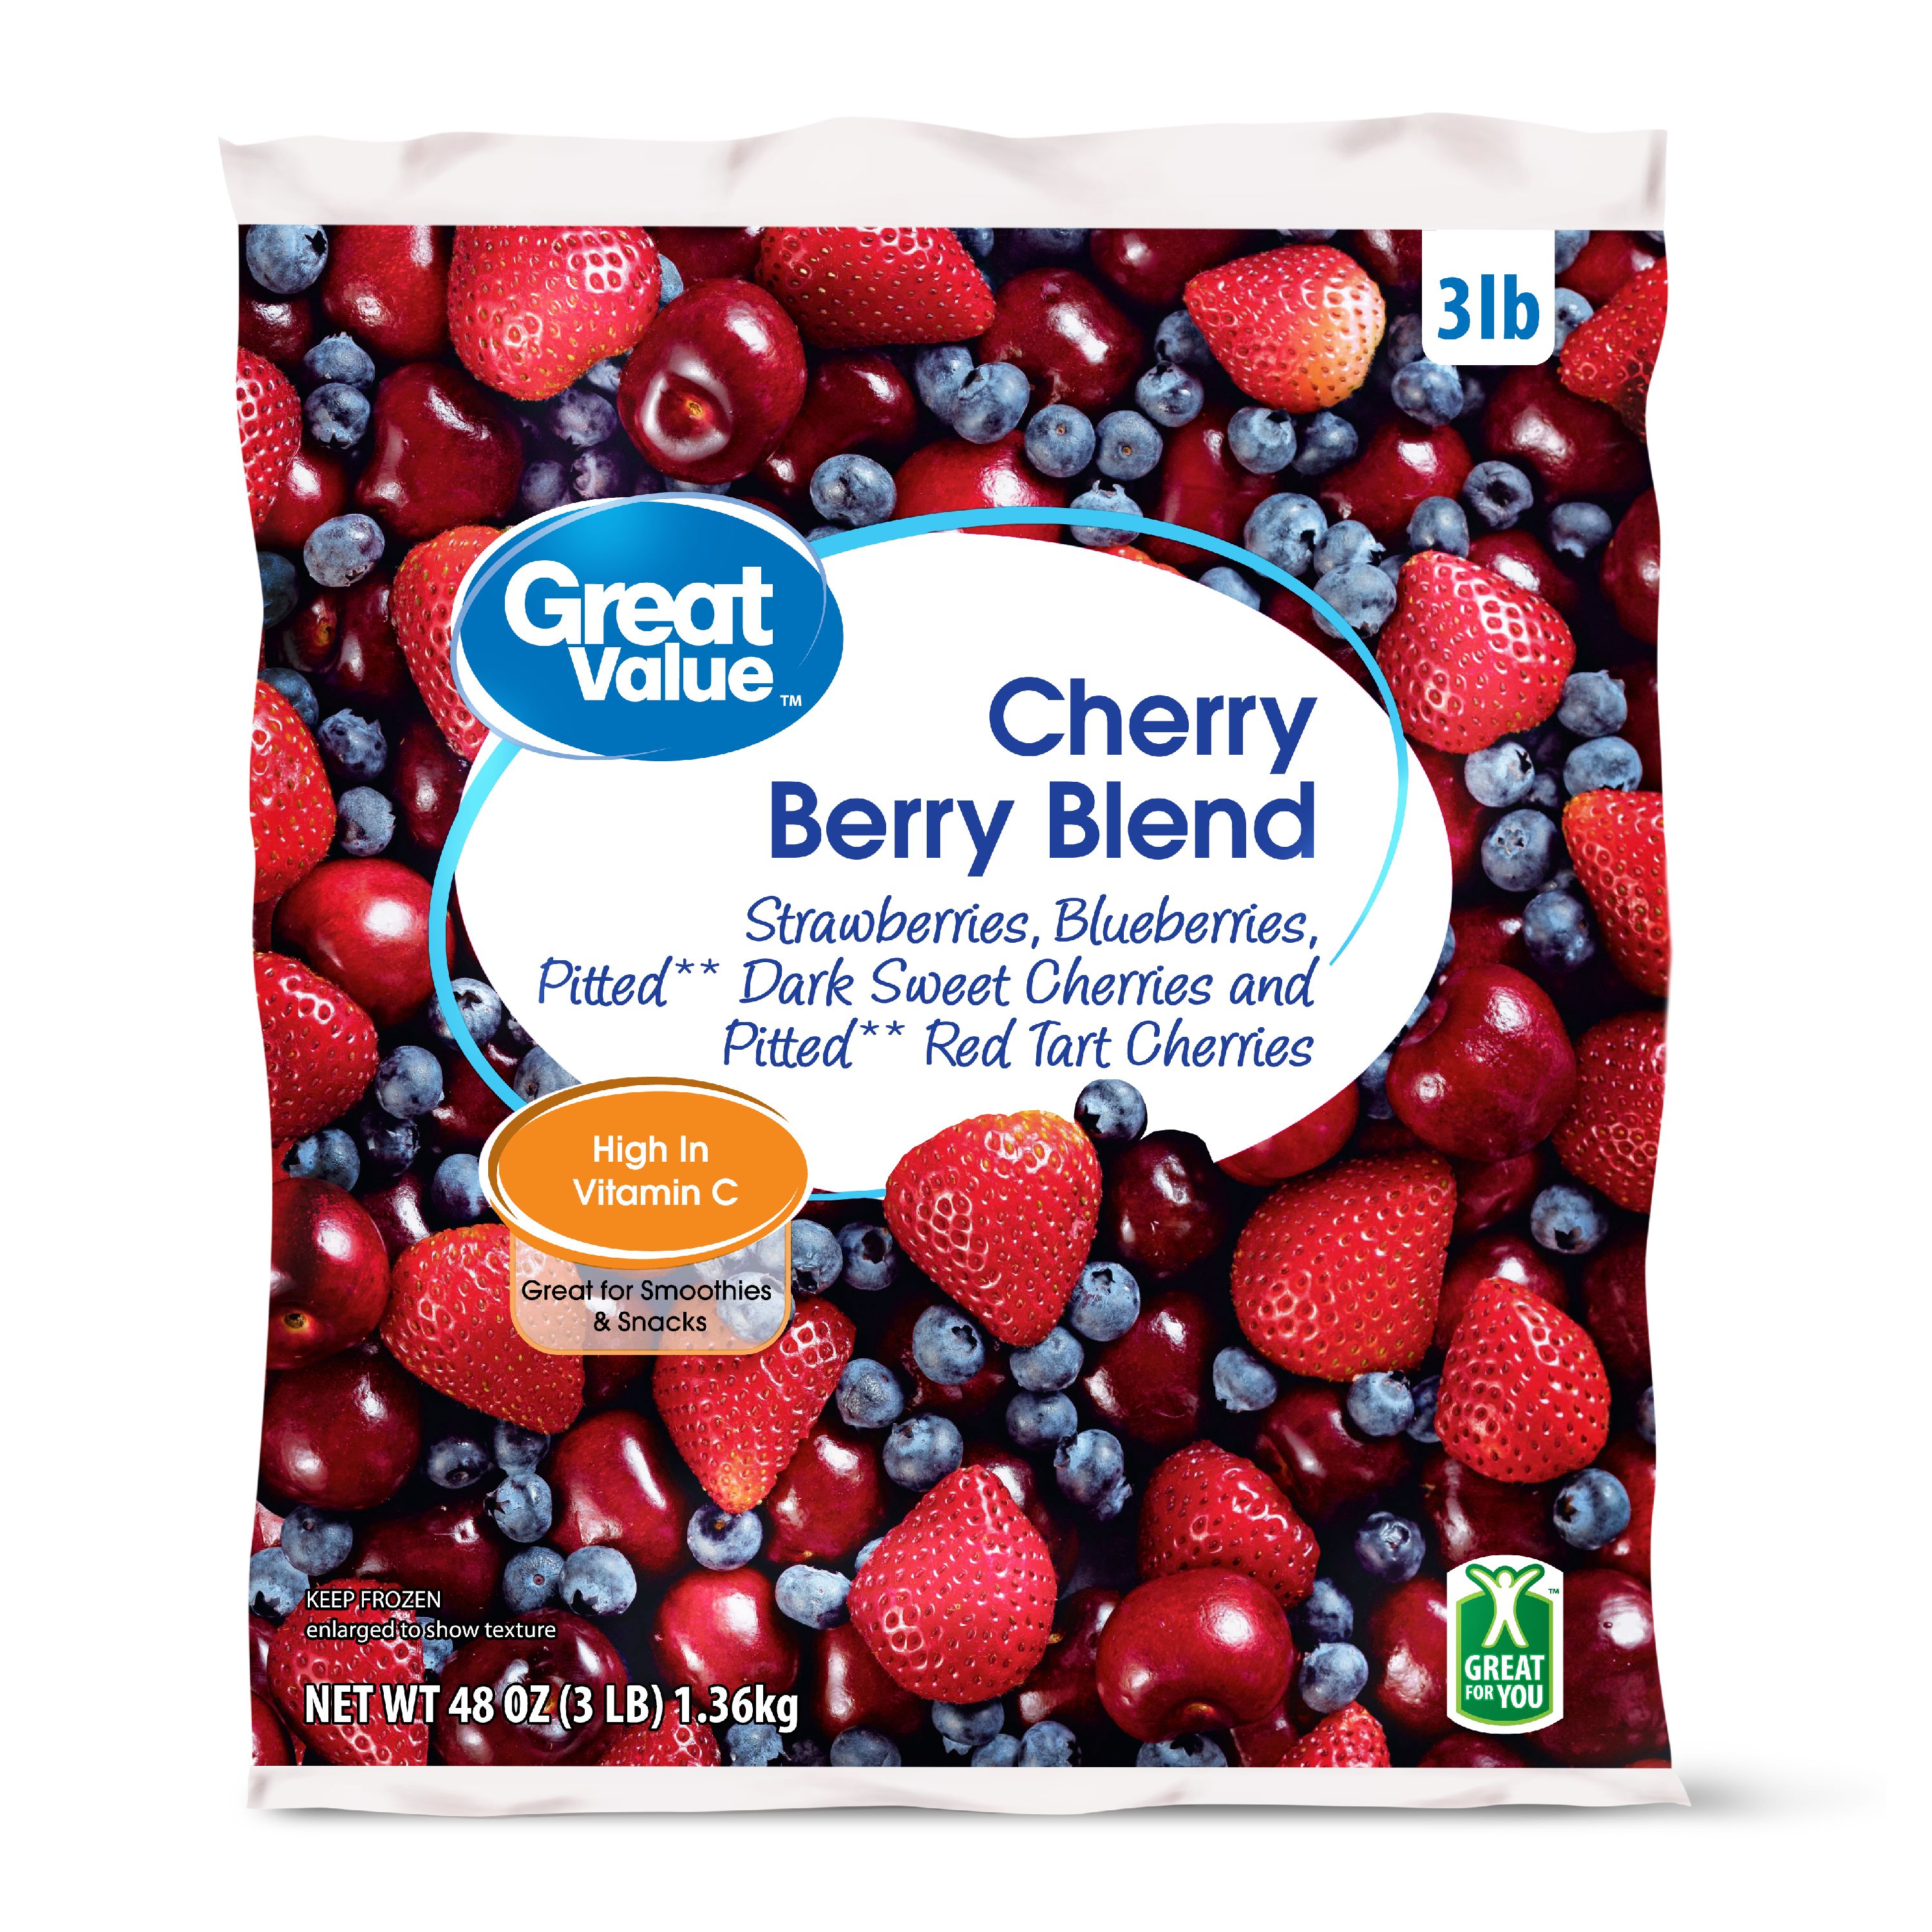 3lb
Great
Value™
Cherry
Berry Blend
Strawberries, Blueberries,
Pitted** Dark Sweet Cherries and
Pitted** Red Tart Cherries
High In
Vitamin C
Great for Smoothies
& Snacks
KEEP FROZEN
enlarged to show texture
NET WT 48 OZ (3 LB) 1.36kg
™
GREAT
FOR YOU